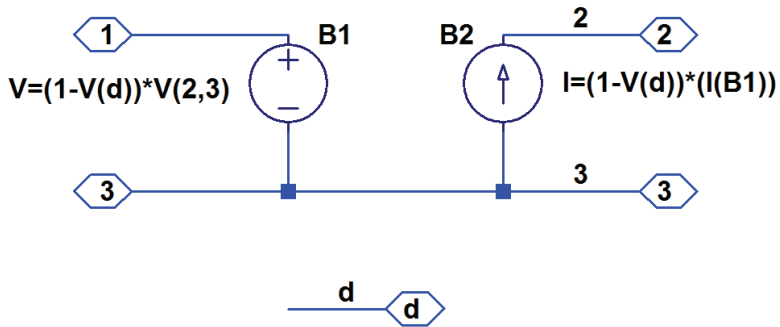 1
B1
B2
2
2
V=(1-V(d))*V(2,3)
I=(1-V(d))*(I(B1))
3
3
3
d
d